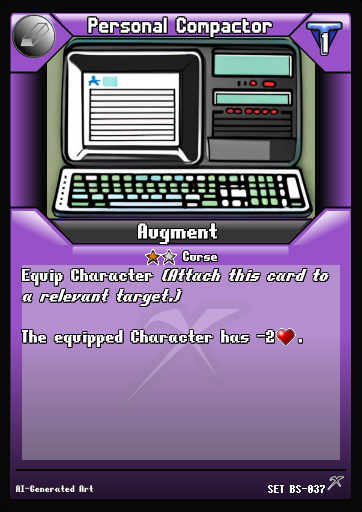 Personal Compactor
1
Augment
Curse
Equip Character (Attach this card to
a relevant target.)
The equipped Character has -2.
AI-Generated Art
SET BS-037